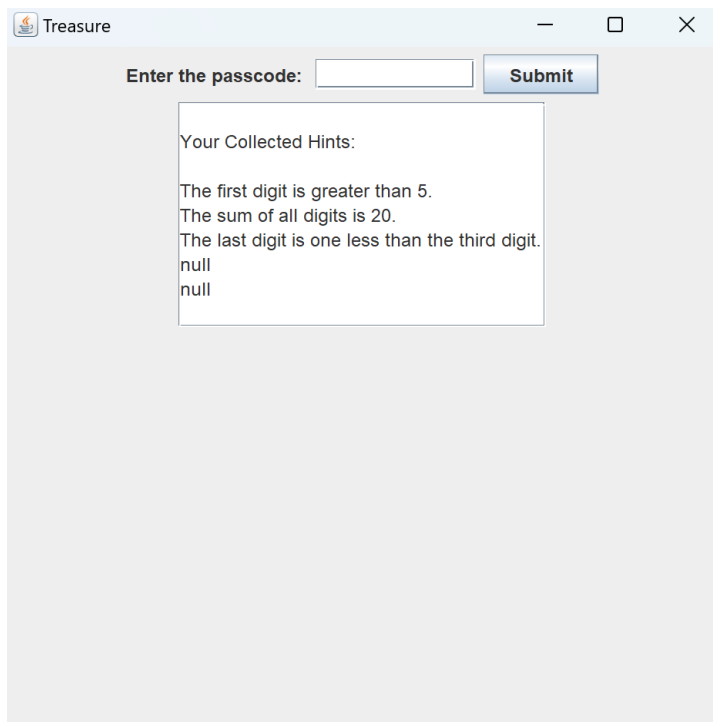 Treasure
Enter the passcode: Submit
Your Collected Hints:
The first digit is greater than 5.
The sum of all digits is 20.
The last digit is one less than the third digit.
null
null